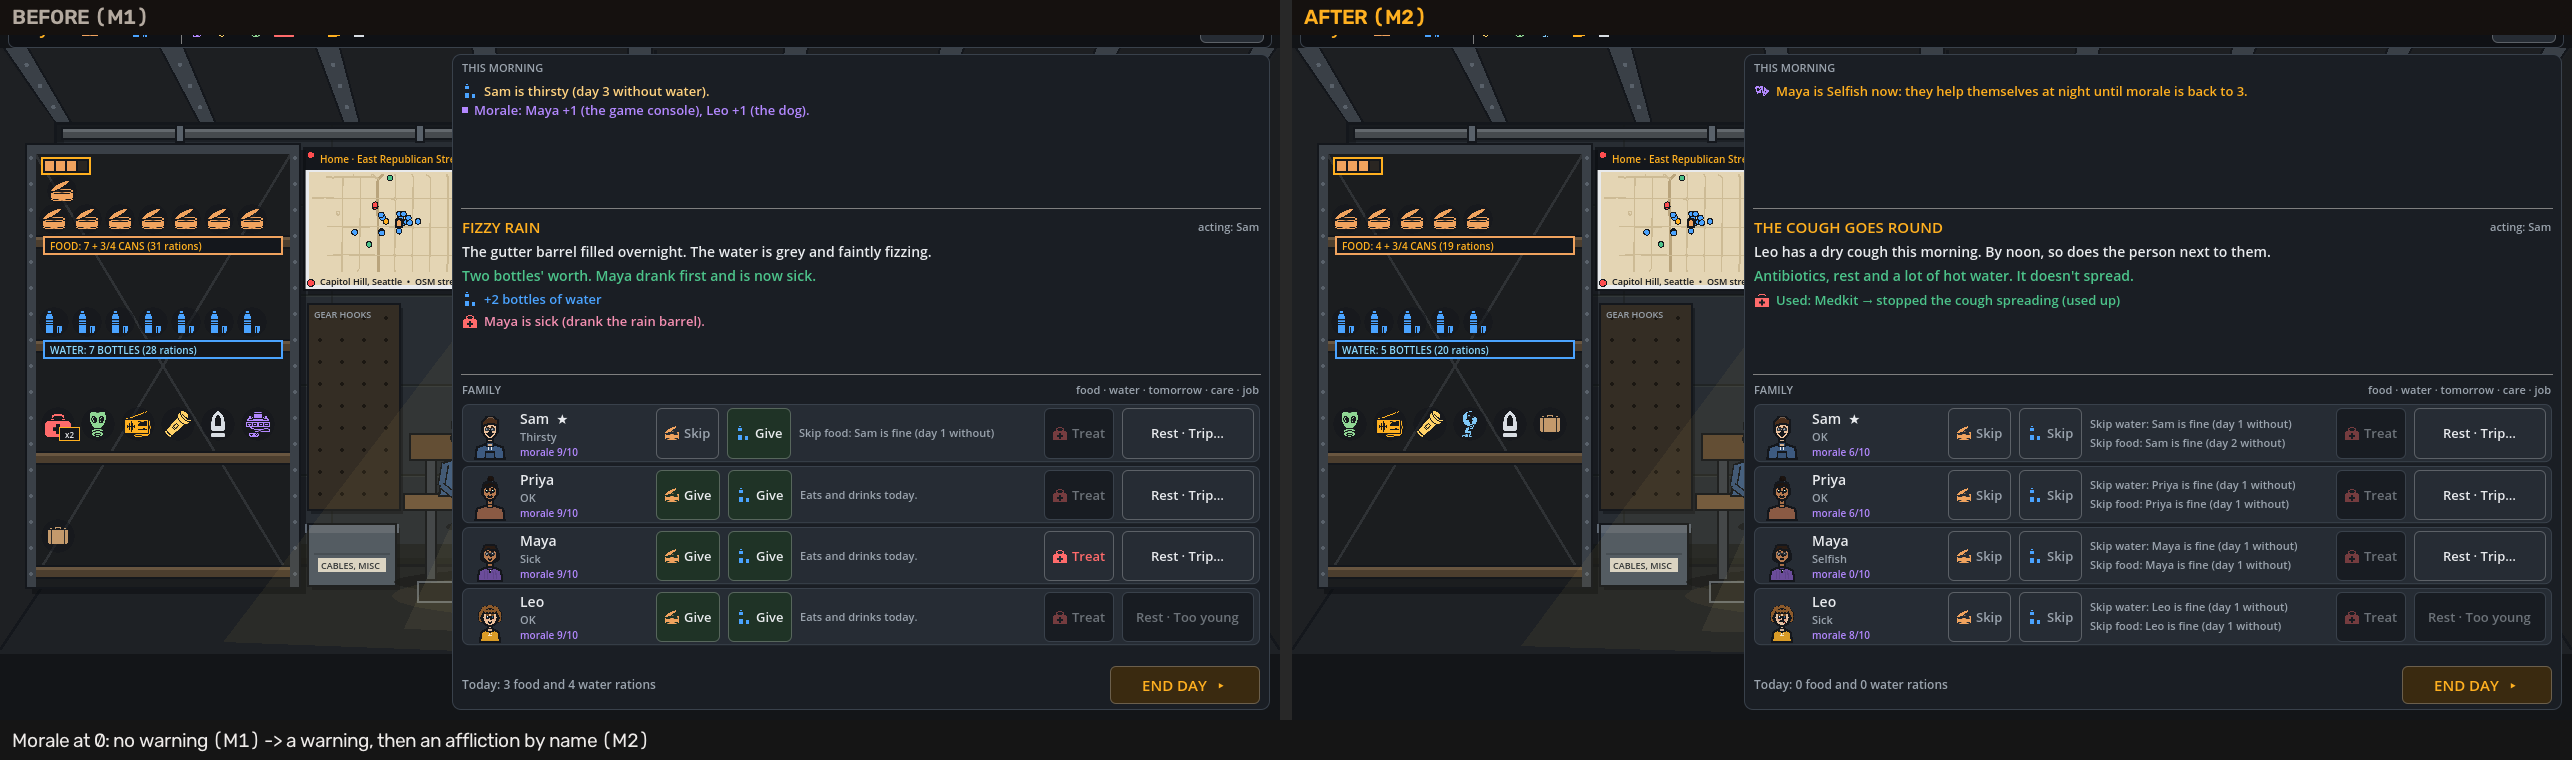 BEFORE (M1)
THIS MORNING
Sam is thirsty (day 3 without water).
Morale: Maya +1 (the game console), Leo +1 (the dog).
Home · East Republican Stre
FOOD: 7 + 3/4 CANS (31 rations)
Capitol Hill, Seattle • OSM stre
GEAR HOOKS
WATER: 7 BOTTLES (28 rations)
x2
CABLES, MISC
FIZZY RAIN
acting: Sam
The gutter barrel filled overnight. The water is grey and faintly fizzing.
Two bottles' worth. Maya drank first and is now sick.
+2 bottles of water
Maya is sick (drank the rain barrel).
FAMILY
food · water · tomorrow · care · job
Sam ★
Thirsty
morale 9/10
Skip
Give
Skip food: Sam is fine (day 1 without)
Treat
Rest · Trip...
Priya
OK
morale 9/10
Give
Give
Eats and drinks today.
Treat
Rest · Trip...
Maya
Sick
morale 9/10
Give
Give
Eats and drinks today.
Treat
Rest · Trip...
Leo
OK
morale 9/10
Give
Give
Eats and drinks today.
Treat
Rest · Too young
Today: 3 food and 4 water rations
END DAY
AFTER (M2)
THIS MORNING
Maya is Selfish now: they help themselves at night until morale is back to 3.
Home · East Republican Stre
FOOD: 4 + 3/4 CANS (19 rations)
Capitol Hill, Seattle • OSM stre
GEAR HOOKS
WATER: 5 BOTTLES (20 rations)
CABLES, MISC
THE COUGH GOES ROUND
acting: Sam
Leo has a dry cough this morning. By noon, so does the person next to them.
Antibiotics, rest and a lot of hot water. It doesn't spread.
Used: Medkit → stopped the cough spreading (used up)
FAMILY
food · water · tomorrow · care · job
Sam ★
OK
morale 6/10
Skip
Skip
Skip water: Sam is fine (day 1 without)
Skip food: Sam is fine (day 2 without)
Treat
Rest · Trip...
Priya
OK
morale 6/10
Skip
Skip
Skip water: Priya is fine (day 1 without)
Skip food: Priya is fine (day 1 without)
Treat
Rest · Trip...
Maya
Selfish
morale 0/10
Skip
Skip
Skip water: Maya is fine (day 1 without)
Skip food: Maya is fine (day 1 without)
Treat
Rest · Trip...
Leo
Sick
morale 8/10
Skip
Skip
Skip water: Leo is fine (day 1 without)
Skip food: Leo is fine (day 1 without)
Treat
Rest · Too young
Today: 0 food and 0 water rations
END DAY
Morale at 0: no warning (M1) -> a warning, then an affliction by name (M2)